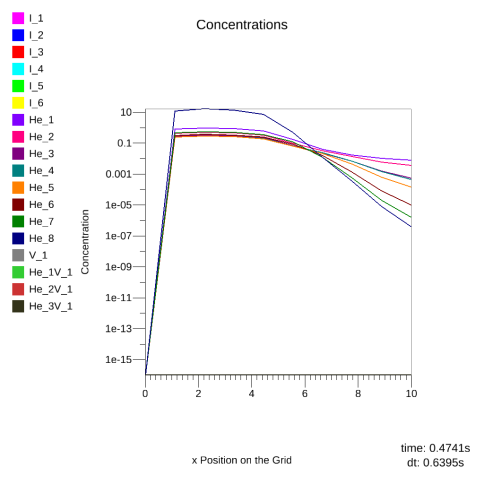 Concentrations
I_1
I_2
I_3
I_4
I_5
I_6
He_1
He_2
He_3
He_4
He_5
He_6
He_7
He_8
V_1
He_1V_1
He_2V_1
He_3V_1
Concentration
10
0.1
0.001
1e-05
1e-07
1e-09
1e-11
1e-13
1e-15
0 2 4 6 8 10
x Position on the Grid
time: 0.4741s
dt: 0.6395s